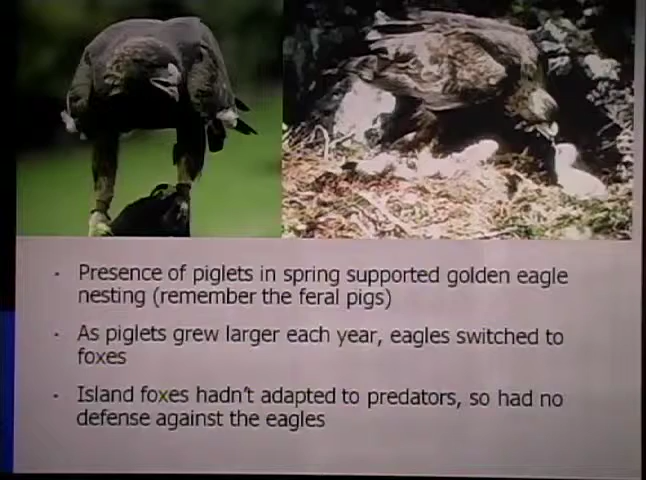 - Presence of piglets in spring supported golden eagle
nesting (remember the feral pigs)
- As piglets grew larger each year, eagles switched to
foxes
- Island foxes hadn't adapted to predators, so had no
defense against the eagles